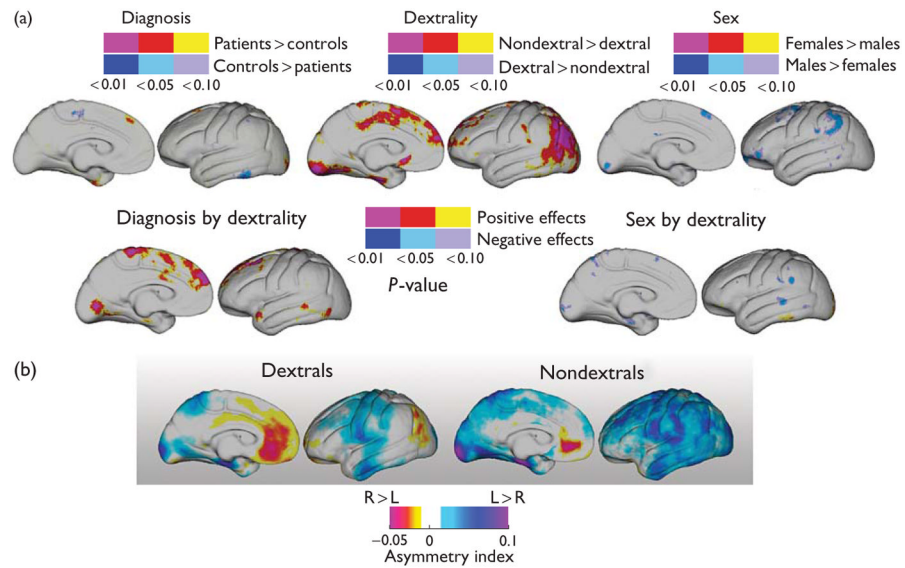 (a)
Diagnosis
Patients > controls
Controls > patients
<0.01 <0.05 <0.10
Dextrality
Nondextral > dextral
Dextral > nondextral
<0.01 <0.05 <0.10
Sex
Females > males
Males > females
<0.01 <0.05 <0.10
Diagnosis by dextrality
Positive effects
Negative effects
<0.01 <0.05 <0.10
P-value
Sex by dextrality
(b)
Dextrals
Nondextrals
R > L L > R
−0.05 0 0.1
Asymmetry index